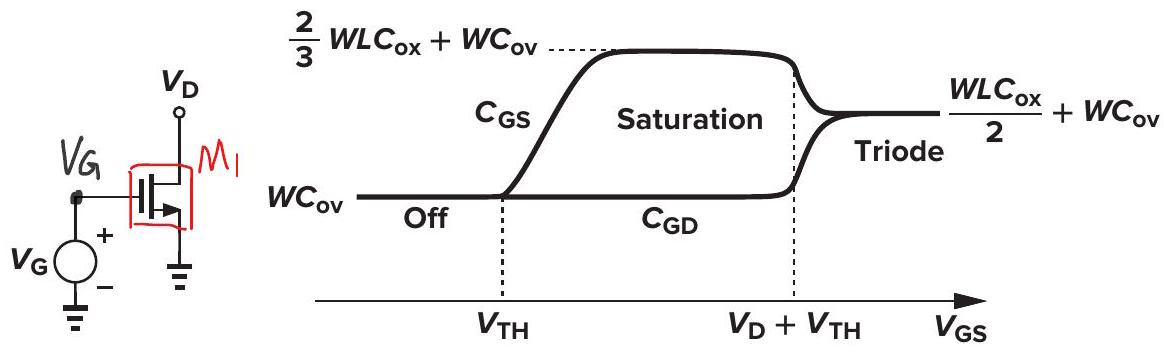 V_D
V_G
M_1
V_G
+
−
2/3 WLC_ox + WC_ov
C_GS
Saturation
WLC_ox/2 + WC_ov
Triode
WC_ov
Off
C_GD
V_TH
V_D + V_TH
V_GS